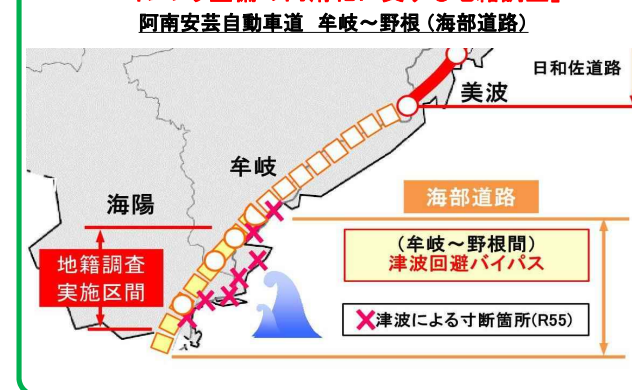 阿南安芸自動車道 牟岐～野根（海部道路）
日和佐道路
美波
牟岐
海陽
海部道路
（牟岐～野根間）
津波回避バイパス
地籍調査
実施区間
津波による寸断箇所(R55)